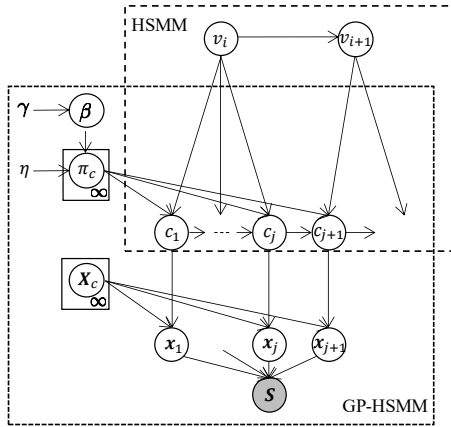 HSMM
v_i v_{i+1}
γ β
η π_c
∞
c_1 --- c_j c_{j+1}
X_c
∞
x_1 x_j x_{j+1}
S
GP-HSMM